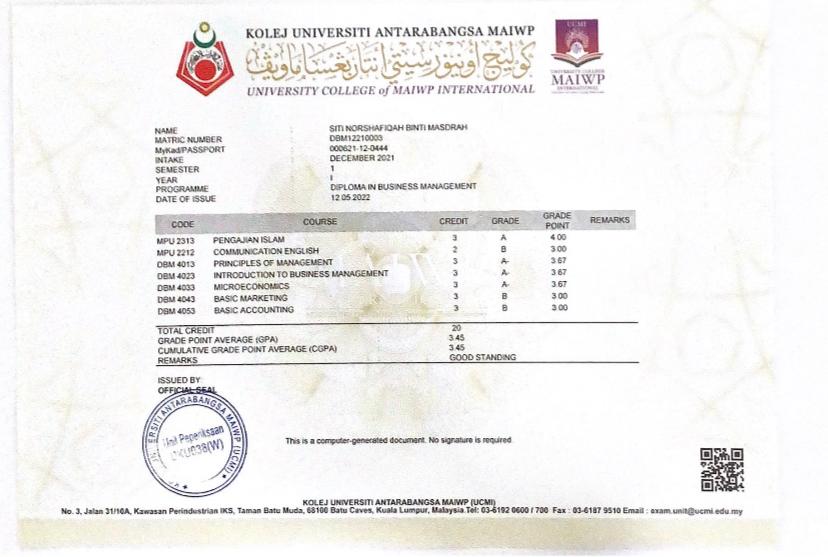 KOLEJ UNIVERSITI ANTARABANGSA MAIWP
كوليج أونيۏرسيتي أنتارابڠسا ماءيوڤ
UNIVERSITY COLLEGE of MAIWP INTERNATIONAL
UCMI
UNIVERSITY COLLEGE
MAIWP
INTERNATIONAL
NAME SITI NORSHAFIQAH BINTI MASDRAH
MATRIC NUMBER DBM12210003
MyKad/PASSPORT 000621-12-0444
INTAKE DECEMBER 2021
SEMESTER 1
YEAR I
PROGRAMME DIPLOMA IN BUSINESS MANAGEMENT
DATE OF ISSUE 12.05.2022
CODE COURSE CREDIT GRADE GRADE POINT REMARKS
MPU 2313 PENGAJIAN ISLAM 3 A 4.00
MPU 2212 COMMUNICATION ENGLISH 2 B 3.00
DBM 4013 PRINCIPLES OF MANAGEMENT 3 A- 3.67
DBM 4023 INTRODUCTION TO BUSINESS MANAGEMENT 3 A- 3.67
DBM 4033 MICROECONOMICS 3 A- 3.67
DBM 4043 BASIC MARKETING 3 B 3.00
DBM 4053 BASIC ACCOUNTING 3 B 3.00
TOTAL CREDIT 20
GRADE POINT AVERAGE (GPA) 3.45
CUMULATIVE GRADE POINT AVERAGE (CGPA) 3.45
REMARKS GOOD STANDING
ISSUED BY
OFFICIAL SEAL
ERSITI ANTARABANGSA MAIWP (UCMI)
Unit Peperiksaan
DKU038(W)
This is a computer-generated document. No signature is required.
KOLEJ UNIVERSITI ANTARABANGSA MAIWP (UCMI)
No. 3, Jalan 31/10A, Kawasan Perindustrian IKS, Taman Batu Muda, 68100 Batu Caves, Kuala Lumpur, Malaysia.Tel: 03-6192 0600 / 700 Fax : 03-6187 9510 Email : exam.unit@ucmi.edu.my